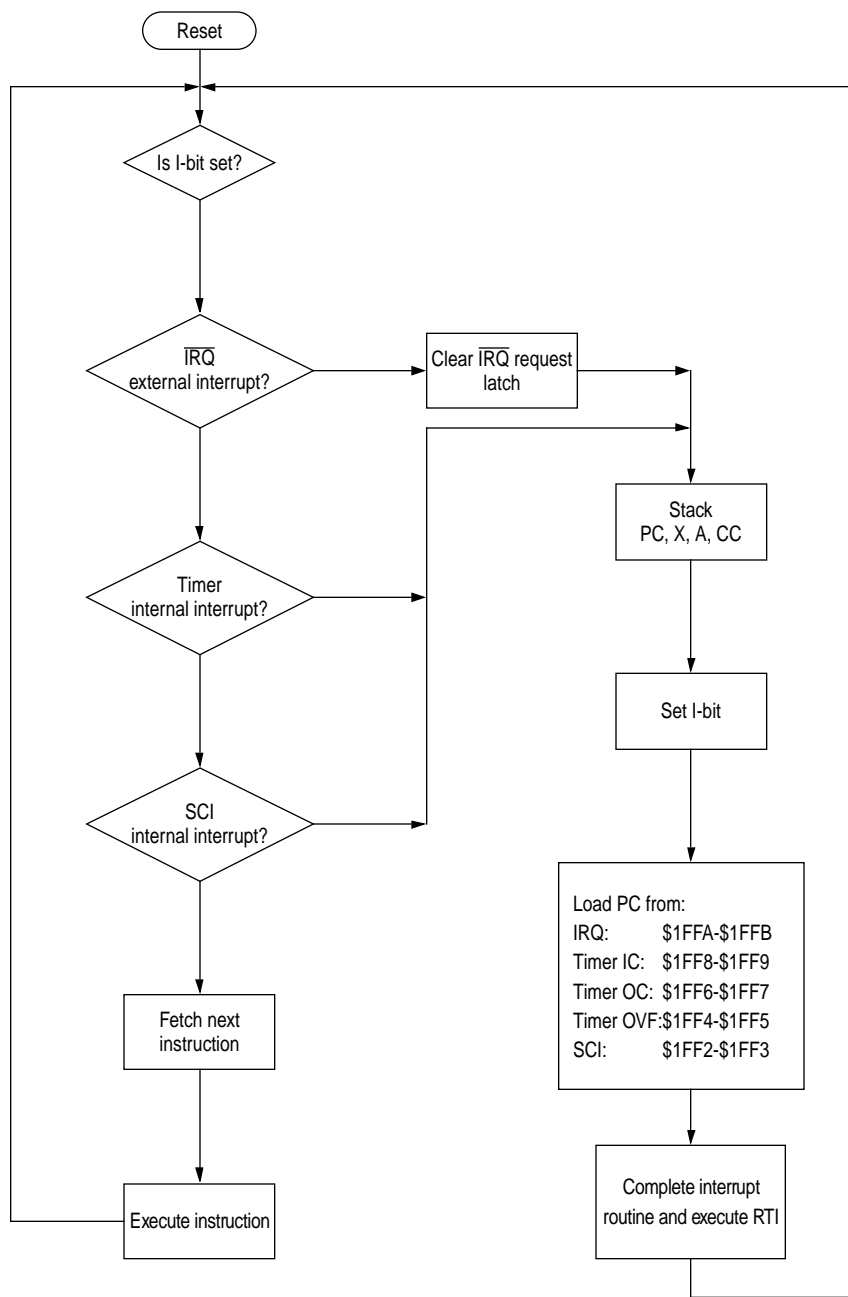 Reset
Is I-bit set?
I̅R̅Q̅
external interrupt?
Clear I̅R̅Q̅ request
latch
Stack
PC, X, A, CC
Timer
internal interrupt?
Set I-bit
SCI
internal interrupt?
Load PC from:
IRQ: $1FFA-$1FFB
Timer IC: $1FF8-$1FF9
Timer OC: $1FF6-$1FF7
Timer OVF:$1FF4-$1FF5
SCI: $1FF2-$1FF3
Fetch next
instruction
Execute instruction
Complete interrupt
routine and execute RTI